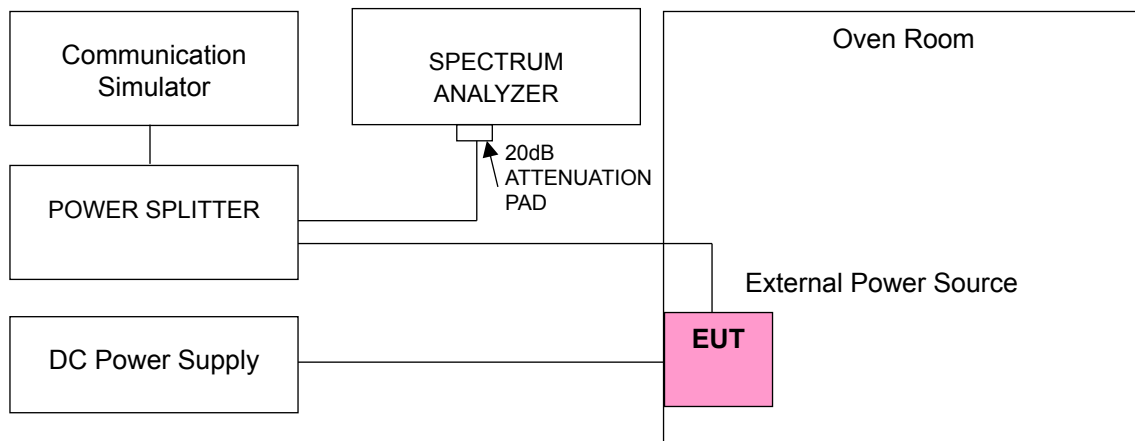 Communication
Simulator
SPECTRUM
ANALYZER
Oven Room
20dB
ATTENUATION
PAD
POWER SPLITTER
External Power Source
EUT
DC Power Supply